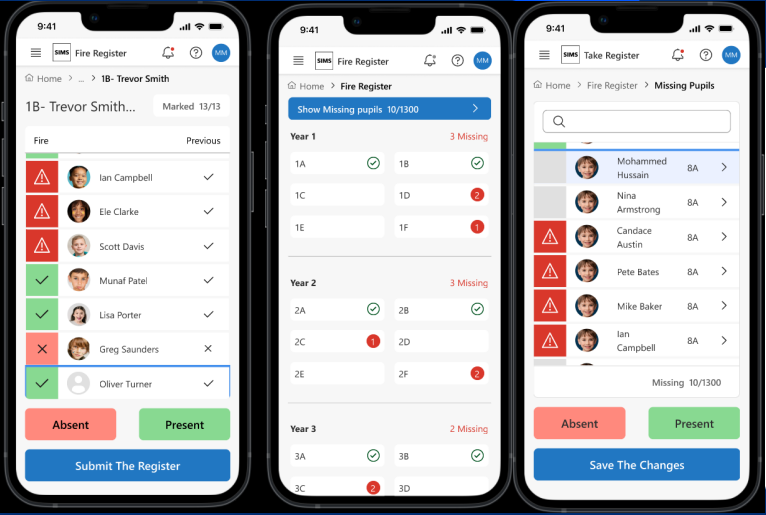 9:41
SIMS Fire Register MM
Home > ... > 1B- Trevor Smith
1B- Trevor Smith... Marked 13/13
Fire Previous
Ian Campbell
Ele Clarke
Scott Davis
Munaf Patel
Lisa Porter
Greg Saunders
Oliver Turner
Absent Present
Submit The Register
9:41
SIMS Fire Register MM
Home > Fire Register
Show Missing pupils 10/1300
Year 1 3 Missing
1A 1B
1C 1D 2
1E 1F 1
Year 2 3 Missing
2A 2B
2C 1 2D
2E 2F 2
Year 3 2 Missing
3A 3B
3C 2 3D
9:41
SIMS Take Register MM
Home > Fire Register > Missing Pupils
Mohammed
Hussain 8A
Nina
Armstrong 8A
Candace
Austin 8A
Pete Bates 8A
Mike Baker 8A
Ian
Campbell 8A
Missing 10/1300
Absent Present
Save The Changes